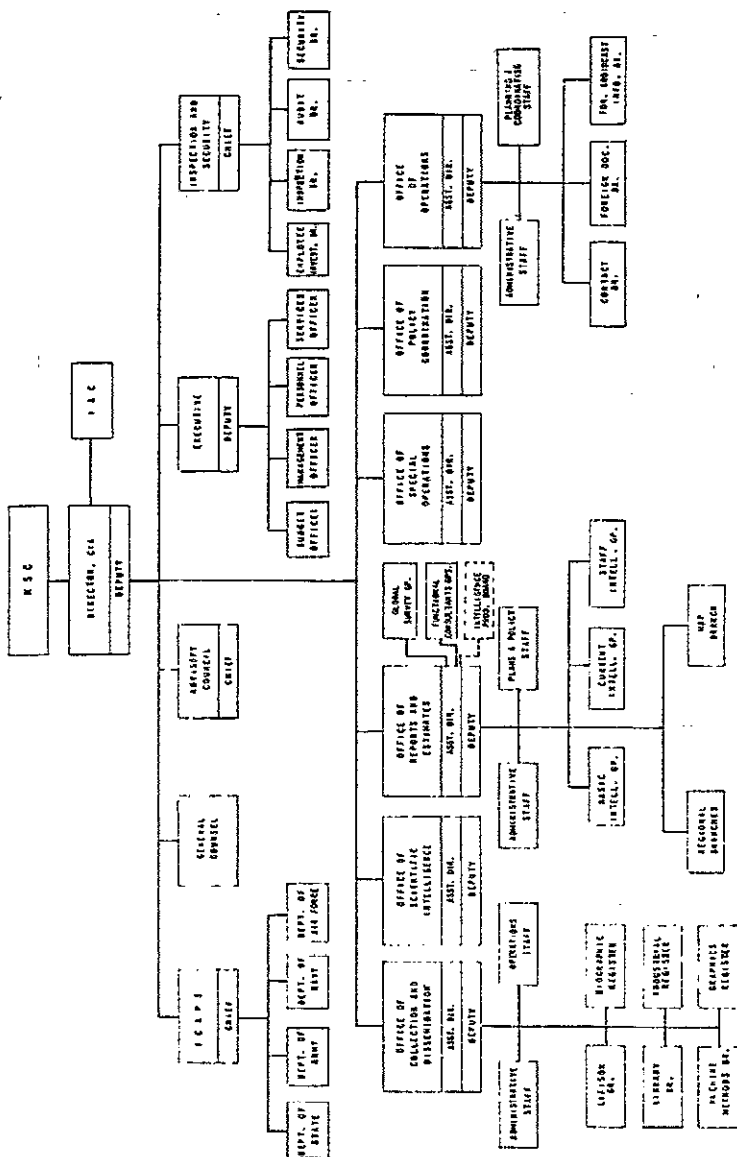 N S C
DIRECTOR, CIA
DEPUTY
I A C
I C A P S
CHIEF
DEPT. OF
STATE
DEPT. OF
ARMY
DEPT. OF
NAVY
DEPT. OF
AIR FORCE
GENERAL
COUNSEL
ADVISORY
COUNCIL
CHIEF
EXECUTIVE
DEPUTY
BUDGET
OFFICER
MANAGEMENT
OFFICER
PERSONNEL
OFFICER
SERVICES
OFFICER
INSPECTION AND
SECURITY
CHIEF
EMPLOYEE
INVEST. BR.
INSPECTION
BR.
AUDIT
BR.
SECURITY
BR.
OFFICE OF
COLLECTION AND
DISSEMINATION
ASST. DIR.
DEPUTY
ADMINISTRATIVE
STAFF
OPERATIONS
STAFF
LIAISON
BR.
BIOGRAPHIC
REGISTER
LIBRARY
BR.
INDUSTRIAL
REGISTER
MACHINE
METHODS BR.
GRAPHICS
REGISTER
OFFICE OF
SCIENTIFIC
INTELLIGENCE
ASST. DIR.
DEPUTY
OFFICE OF
REPORTS AND
ESTIMATES
ASST. DIR.
DEPUTY
GLOBAL
SURVEY GP.
FUNCTIONAL
CONSULTANTS GPS.
INTELLIGENCE
PROD. BOARD
ADMINISTRATIVE
STAFF
PLANS & POLICY
STAFF
BASIC
INTELL. GP.
CURRENT
INTELL. GP.
STAFF
INTELL. GP.
REGIONAL
BRANCHES
MAP
BRANCH
OFFICE OF
SPECIAL
OPERATIONS
ASST. DIR.
DEPUTY
OFFICE OF
POLICY
COORDINATION
ASST. DIR.
DEPUTY
OFFICE
OF
OPERATIONS
ASST. DIR.
DEPUTY
ADMINISTRATIVE
STAFF
PLANNING &
COORDINATING
STAFF
CONTACT
BR.
FOREIGN DOC.
BR.
FOR. BROADCAST
INFO. BR.